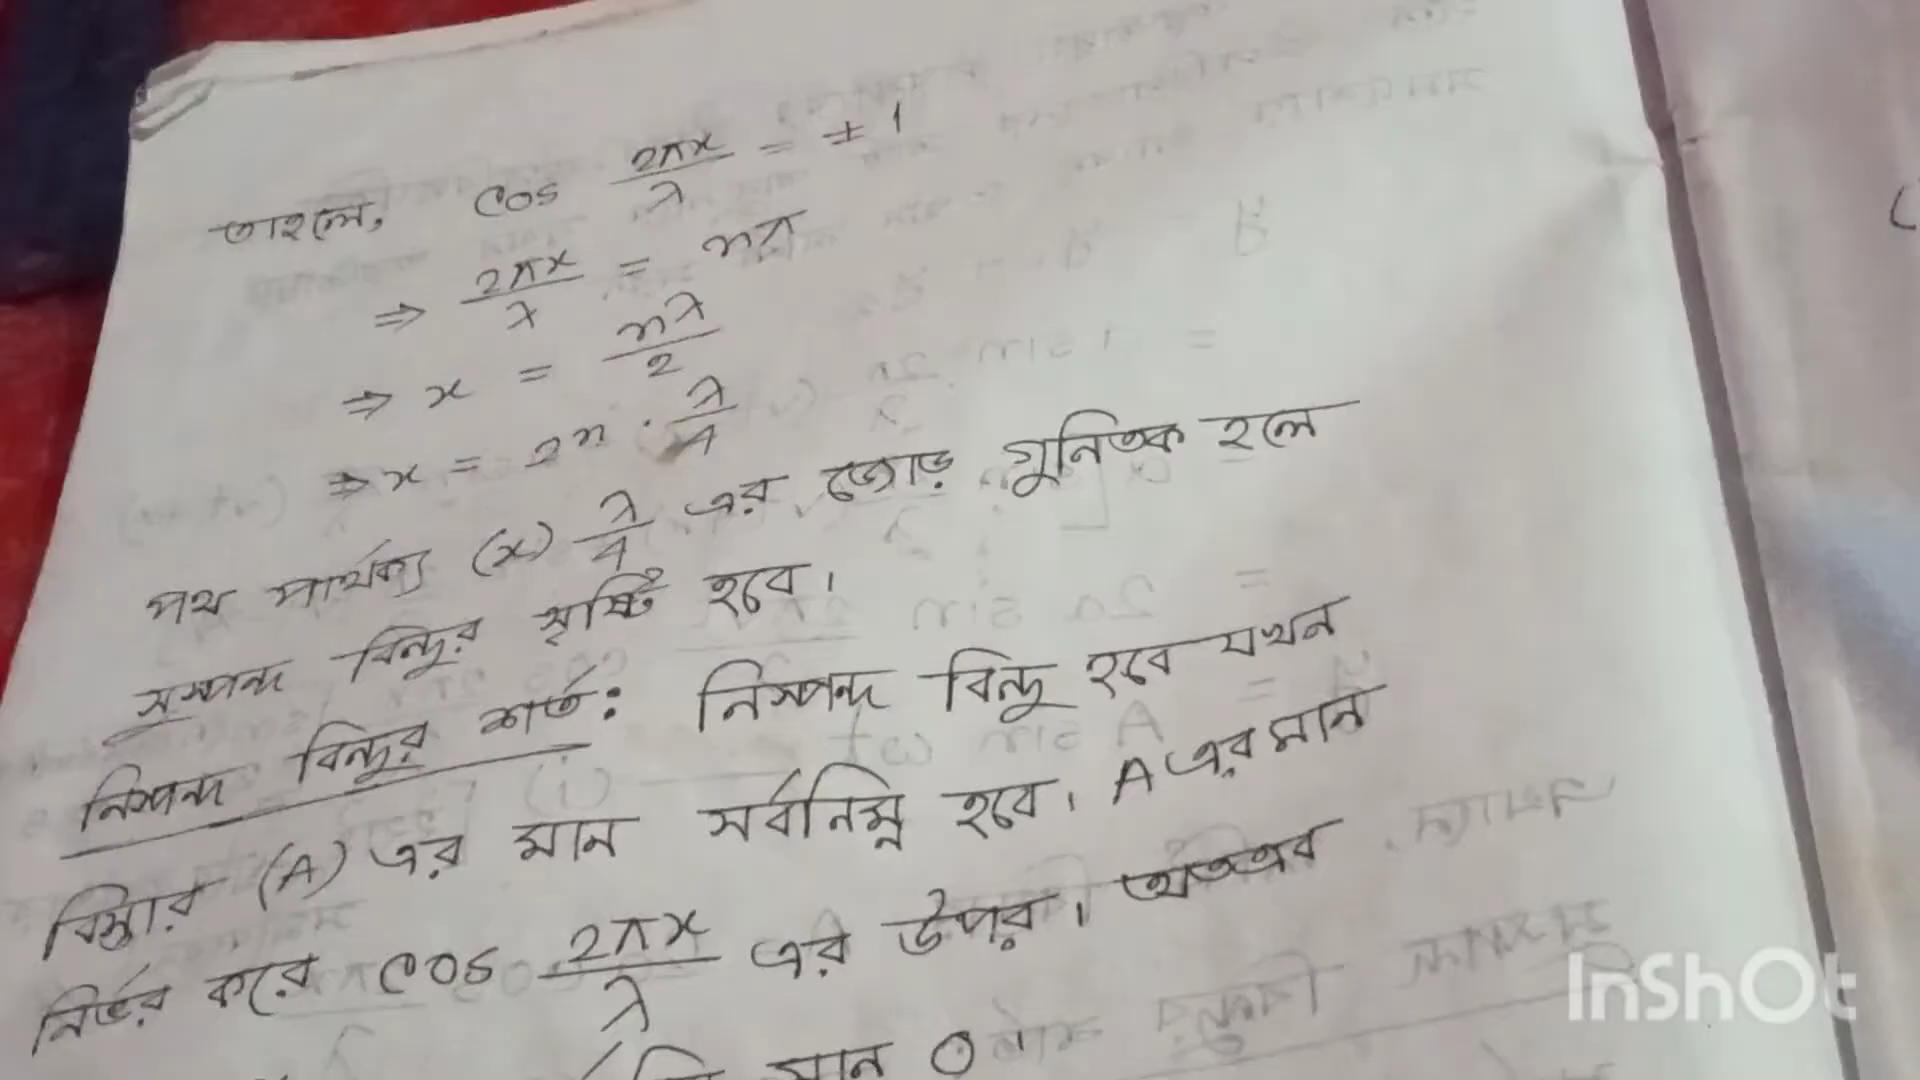 তাহলে, cos 2πx/λ = ± 1
⇒ 2πx/λ = nπ
⇒ x = nλ/2
⇒ x = 2n · λ/4
পথ পার্থক্য (x) λ/4 এর জোড় গুনিতক হলে
সুস্পন্দ বিন্দুর সৃষ্টি হবে।
নিস্পন্দ বিন্দুর শর্ত: নিস্পন্দ বিন্দু হবে যখন
বিস্তার (A) এর মান সর্বনিম্ন হবে। A এর মান
নির্ভর করে cos 2πx/λ এর উপর। অতএব
মান 0
InShOt